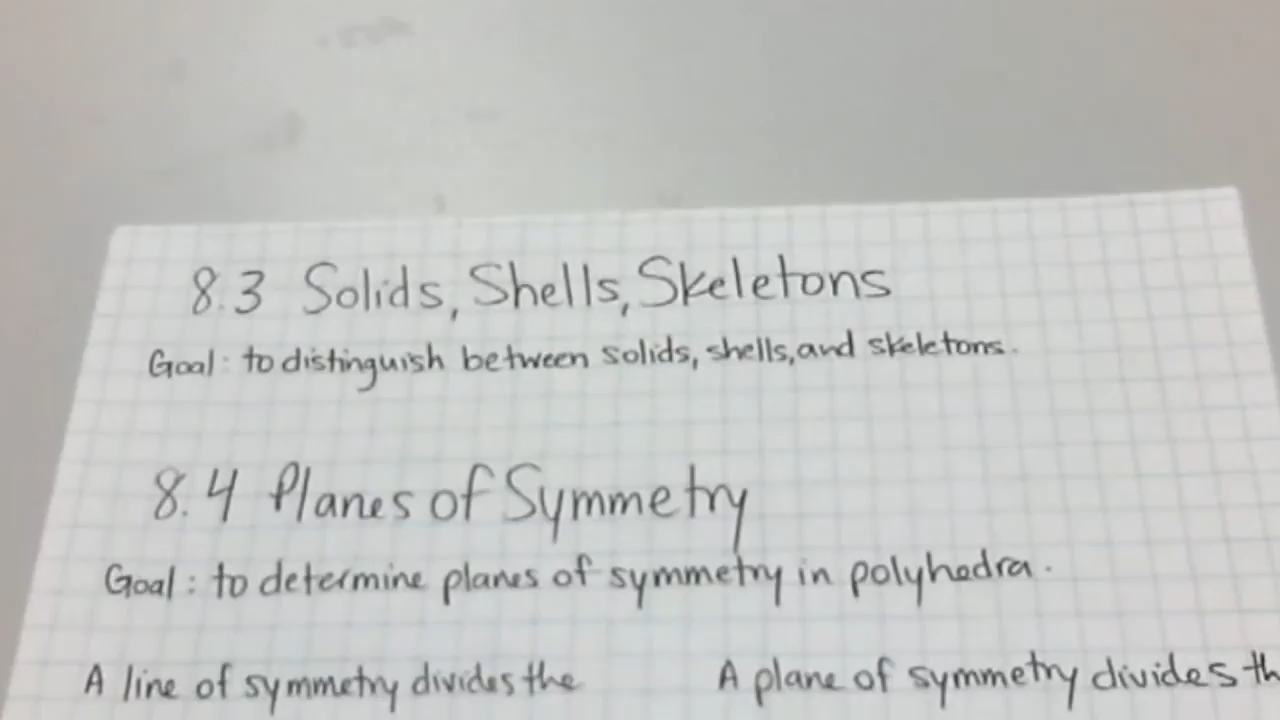 8.3 Solids, Shells, Skeletons
Goal: to distinguish between solids, shells, and skeletons.
8.4 Planes of Symmetry
Goal: to determine planes of symmetry in polyhedra.
A line of symmetry divides the
A plane of symmetry divides